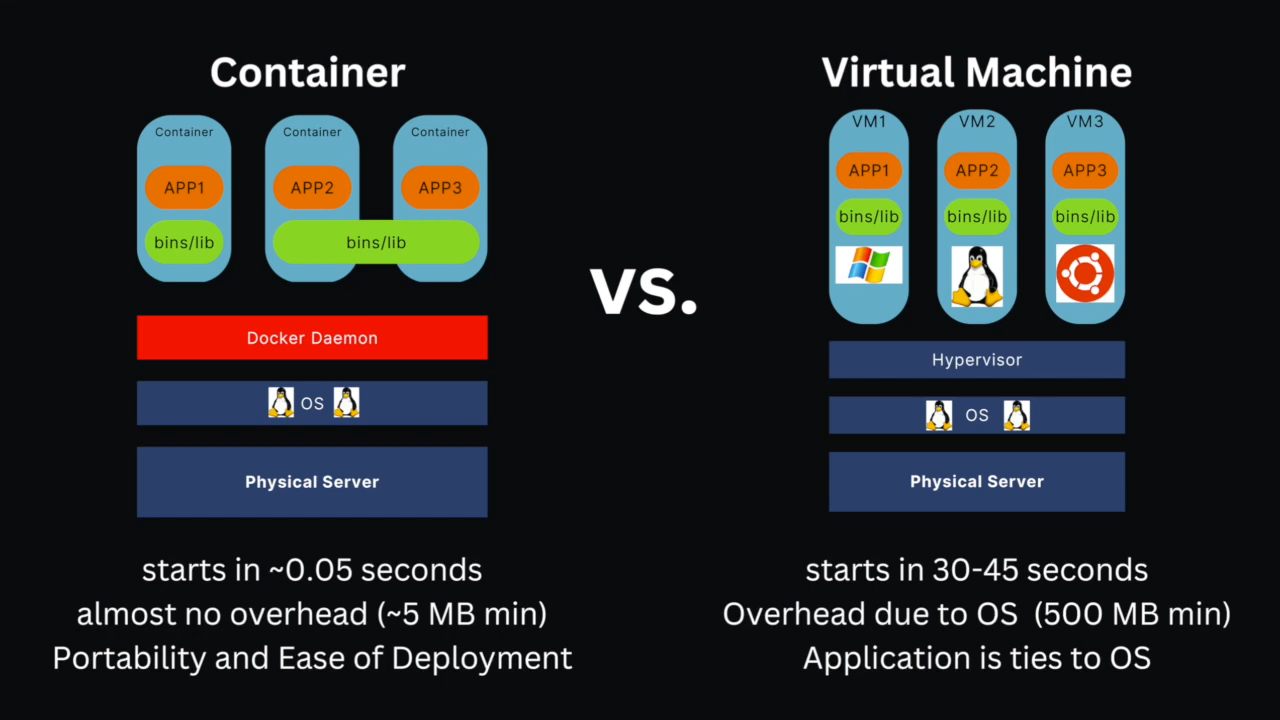 Container
Container
Container
Container
APP1
APP2
APP3
bins/lib
bins/lib
Docker Daemon
OS
Physical Server
starts in ~0.05 seconds
almost no overhead (~5 MB min)
Portability and Ease of Deployment
vs.
Virtual Machine
VM1
VM2
VM3
APP1
APP2
APP3
bins/lib
bins/lib
bins/lib
Hypervisor
OS
Physical Server
starts in 30-45 seconds
Overhead due to OS (500 MB min)
Application is ties to OS